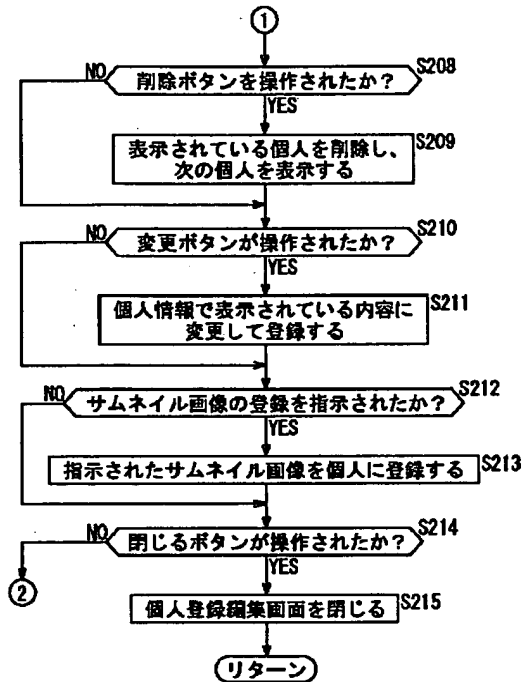 ①
S208
NO
削除ボタンを操作されたか？
YES
S209
表示されている個人を削除し、
次の個人を表示する
S210
NO
変更ボタンが操作されたか？
YES
S211
個人情報で表示されている内容に
変更して登録する
S212
NO
サムネイル画像の登録を指示されたか？
YES
指示されたサムネイル画像を個人に登録する
S213
S214
NO
閉じるボタンが操作されたか？
YES
②
個人登録編集画面を閉じる
S215
リターン